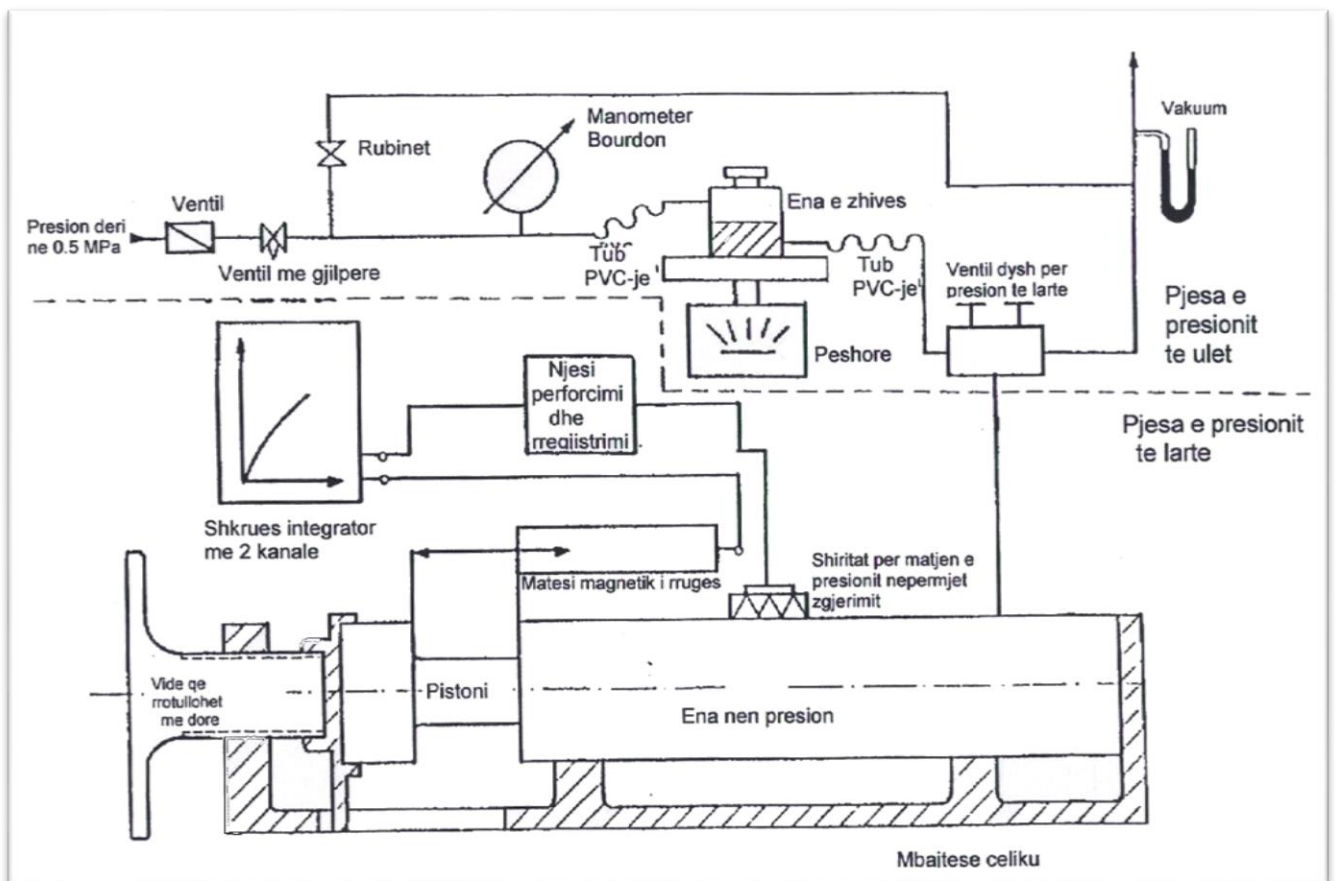 Vakuum
Manometer
Bourdon
Rubinet
Ventil
Ena e zhives
Presion deri
ne 0.5 MPa
Ventil me gjilpere
Tub
PVC-je
Tub
PVC-je
Ventil dysh per
presion te larte
Pjesa e
presionit
te ulet
Peshore
Njesi
perforcimi
dhe
rregjistrimi
Pjesa e presionit
te larte
Shkrues integrator
me 2 kanale
Matesi magnetik i rruges
Shiritat per matjen e
presionit nepermjet
zgjerimit
Vide qe
rrotullohet
me dore
Pistoni
Ena nen presion
Mbajtese celiku